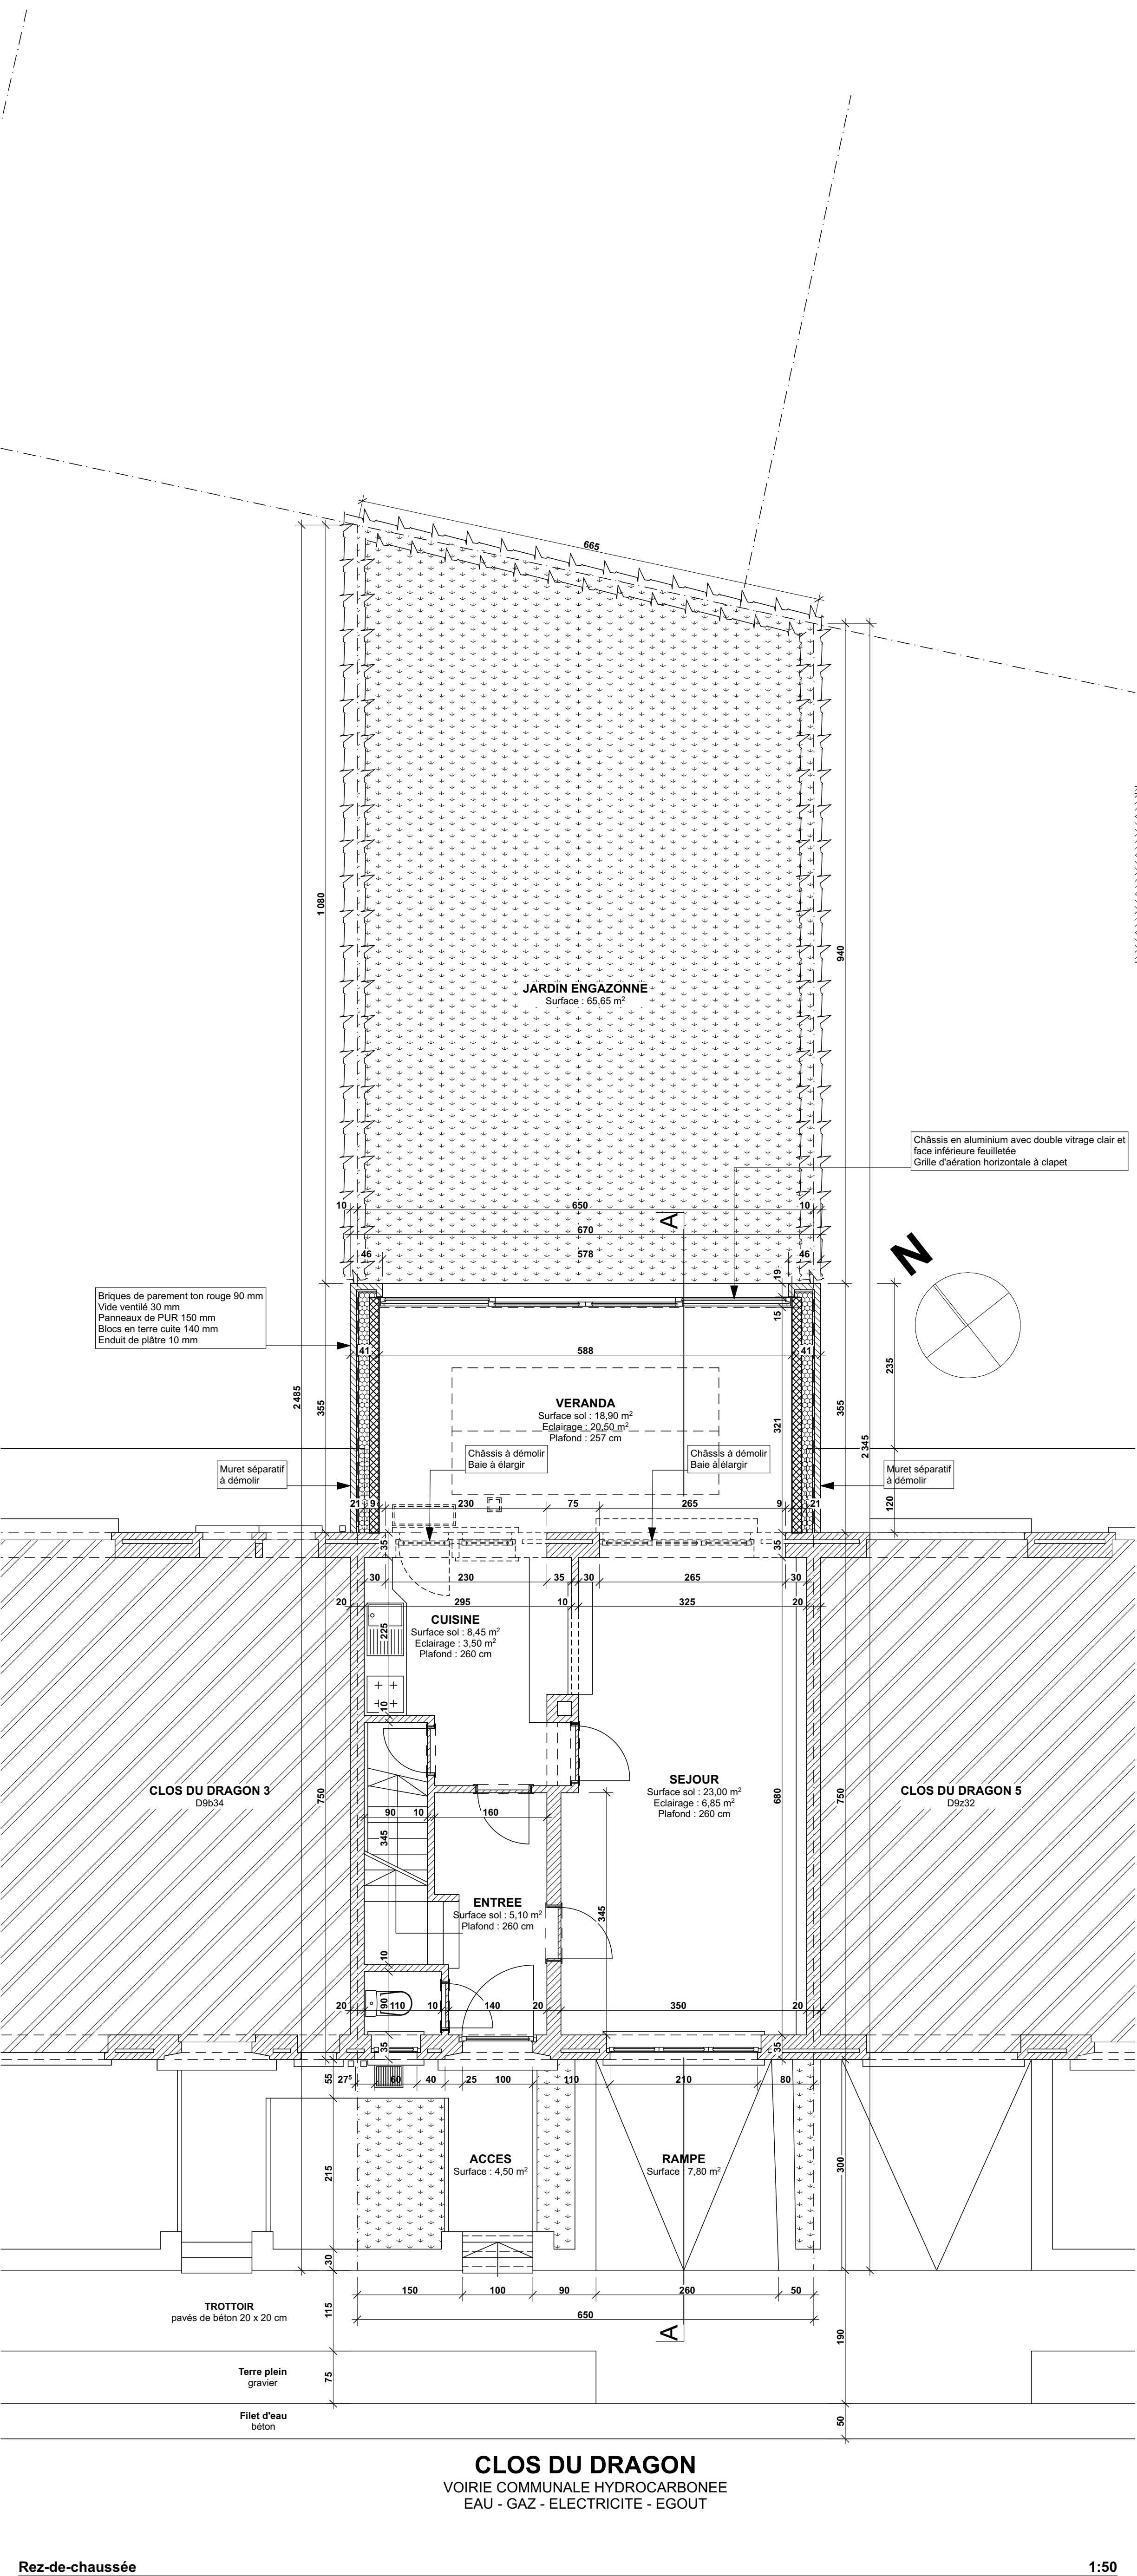 665
1 080
940
JARDIN ENGAZONNE
Surface : 65,65 m²
Châssis en aluminium avec double vitrage clair et
face inférieure feuilletée
Grille d'aération horizontale à clapet
10
650
10
A
670
46
578
46
N
19
Briques de parement ton rouge 90 mm
Vide ventilé 30 mm
Panneaux de PUR 150 mm
Blocs en terre cuite 140 mm
Enduit de plâtre 10 mm
15
41
588
41
235
2 485
355
VERANDA
Surface sol : 18,90 m²
Eclairage : 20,50 m²
Plafond : 257 cm
321
355
2 345
Châssis à démolir
Baie à élargir
Châssis à démolir
Baie à élargir
Muret séparatif
à démolir
Muret séparatif
à démolir
21
9
230
75
265
9
21
120
35
35
30
230
35
30
265
30
20
295
10
325
20
CUISINE
Surface sol : 8,45 m²
Eclairage : 3,50 m²
Plafond : 260 cm
225
10
CLOS DU DRAGON 3
D9b34
750
SEJOUR
Surface sol : 23,00 m²
Eclairage : 6,85 m²
Plafond : 260 cm
680
750
CLOS DU DRAGON 5
D9z32
90
10
160
345
ENTREE
Surface sol : 5,10 m²
Plafond : 260 cm
345
10
20
90
110
10
140
20
350
20
35
35
55
27⁵
60
40
25
100
110
210
80
ACCES
Surface : 4,50 m²
RAMPE
Surface : 7,80 m²
215
300
30
150
100
90
260
50
TROTTOIR
pavés de béton 20 x 20 cm
115
650
A
190
Terre plein
gravier
75
Filet d'eau
béton
50
CLOS DU DRAGON
VOIRIE COMMUNALE HYDROCARBONEE
EAU - GAZ - ELECTRICITE - EGOUT
Rez-de-chaussée
1:50